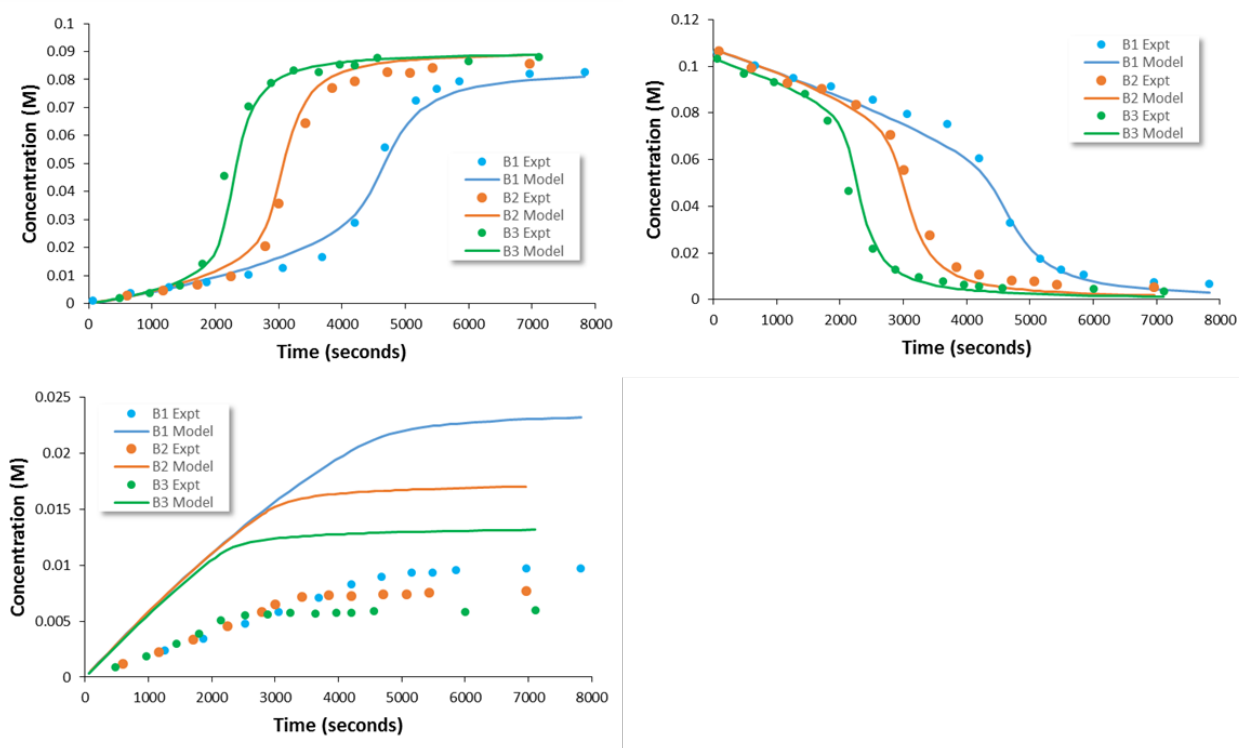 Concentration (M)
0.1
0.09
0.08
0.07
0.06
0.05
0.04
0.03
0.02
0.01
0
0 1000 2000 3000 4000 5000 6000 7000 8000
Time (seconds)
B1 Expt
B1 Model
B2 Expt
B2 Model
B3 Expt
B3 Model
Concentration (M)
0.12
0.1
0.08
0.06
0.04
0.02
0
0 1000 2000 3000 4000 5000 6000 7000 8000
Time (seconds)
B1 Expt
B1 Model
B2 Expt
B2 Model
B3 Expt
B3 Model
Concentration (M)
0.025
0.02
0.015
0.01
0.005
0
0 1000 2000 3000 4000 5000 6000 7000 8000
Time (seconds)
B1 Expt
B1 Model
B2 Expt
B2 Model
B3 Expt
B3 Model